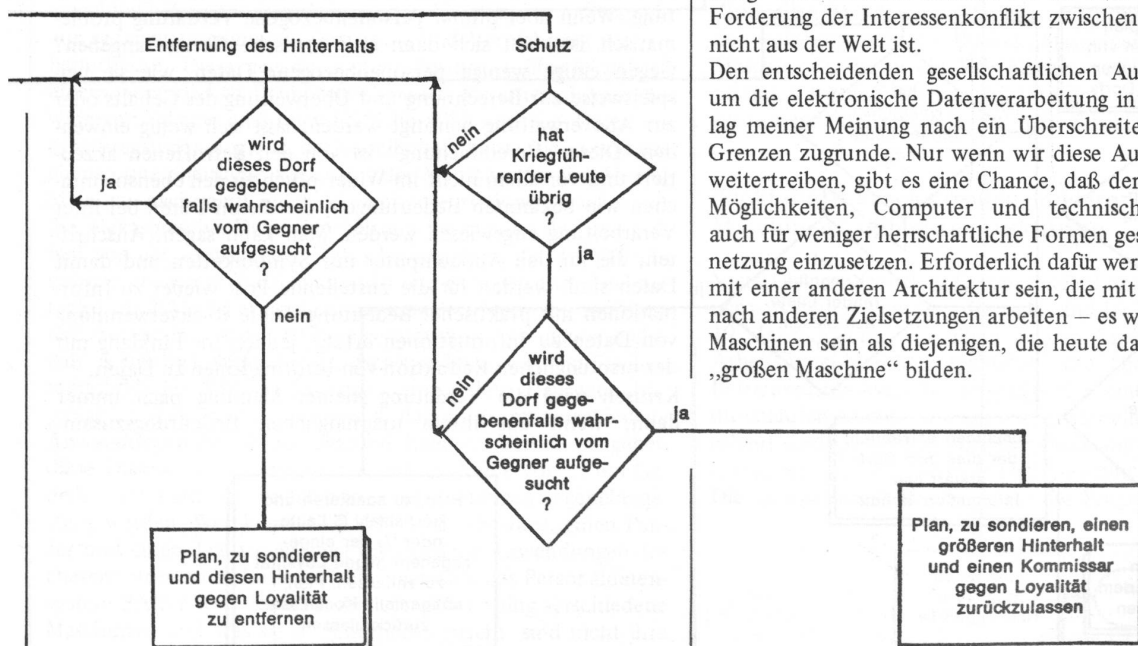 Entfernung des Hinterhalts
wird
dieses Dorf
gegebenen-
falls wahrscheinlich
vom Gegner
aufgesucht
?
ja
nein
Plan, zu sondieren
und diesen Hinterhalt
gegen Loyalität
zu entfernen
Schutz
hat
Kriegfüh-
render Leute
übrig
?
nein
ja
wird
dieses
Dorf gege-
benenfalls wahr-
scheinlich vom
Gegner aufge-
sucht
?
nein
ja
Plan, zu sondieren, einen
größeren Hinterhalt
und einen Kommissar
gegen Loyalität
zurückzulassen
Forderung der Interessenkonflikt zwischen
nicht aus der Welt ist.
Den entscheidenden gesellschaftlichen Au
um die elektronische Datenverarbeitung in
lag meiner Meinung nach ein Überschreite
Grenzen zugrunde. Nur wenn wir diese Au
weitertreiben, gibt es eine Chance, daß der
Möglichkeiten, Computer und technisch
auch für weniger herrschaftliche Formen ges
netzung einzusetzen. Erforderlich dafür wer
mit einer anderen Architektur sein, die mit
nach anderen Zielsetzungen arbeiten – es w
Maschinen sein als diejenigen, die heute da
„großen Maschine“ bilden.